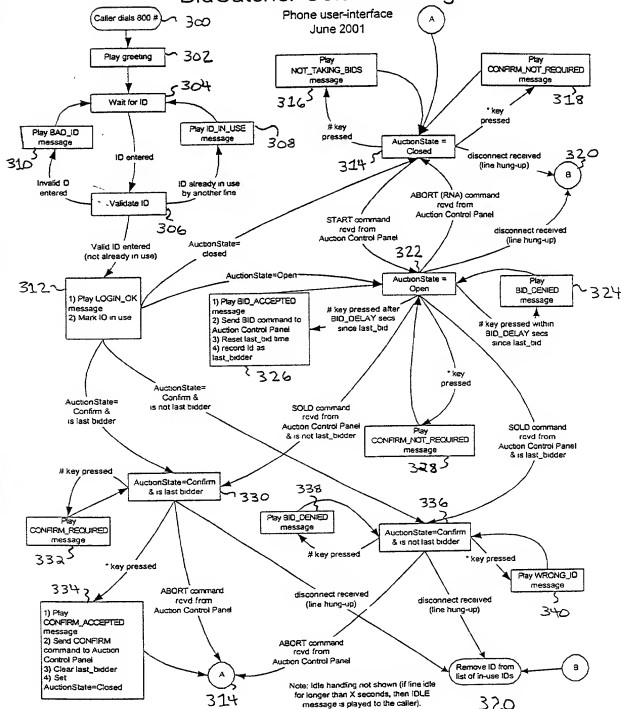 Phone user-interface
June 2001
Caller dials 800 #
300
A
Play greeting
302
Play
NOT_TAKING_BIDS
message
316
Play
CONFIRM_NOT_REQUIRED
message
318
304
Wait for ID
Play BAD_ID
message
310
Play ID_IN_USE
message
308
ID entered
# key
pressed
* key
pressed
AuctionState =
Closed
314
disconnect received
(line hung-up)
320
B
Invalid ID
entered
ID already in use
by another line
Validate ID
306
START command
rcvd from
Auction Control Panel
ABORT (RNA) command
rcvd from
Auction Control Panel
disconnect received
(line hung-up)
Valid ID entered
(not already in use)
AuctionState=
closed
322
312
1) Play LOGIN_OK
message
2) Mark ID in use
AuctionState=Open
AuctionState =
Open
Play
BID_DENIED
message
324
1) Play BID_ACCEPTED
message
2) Send BID command to
Auction Control Panel
3) Reset last_bid time
4) record Id as
last_bidder
326
# key pressed after
BID_DELAY secs
since last_bid
# key pressed within
BID_DELAY secs
since last_bid
* key
pressed
AuctionState=
Confirm &
is last bidder
AuctionState=
Confirm &
is not last bidder
SOLD command
rcvd from
Auction Control Panel
& is not last_bidder
SOLD command
rcvd from
Auction Control Panel
& is not last_bidder
Play
CONFIRM_NOT_REQUIRED
message
328
# key pressed
AuctionState=Confirm
& is last bidder
330
338
Play BID_DENIED
message
336
AuctionState=Confirm
& is not last bidder
Play
CONFIRM_REQUIRED
message
332
# key pressed
* key pressed
Play WRONG_ID
message
340
334
* key pressed
1) Play
CONFIRM_ACCEPTED
message
2) Send CONFIRM
command to Auction
Control Panel
3) Clear last_bidder
4) Set
AuctionState=Closed
ABORT command
rcvd from
Auction Control Panel
disconnect received
(line hung-up)
disconnect received
(line hung-up)
ABORT command
rcvd from
Auction Control Panel
A
314
Remove ID from
list of in-use IDs
B
320
Note: Idle handling not shown (if line idle
for longer than X seconds, then IDLE
message is played to the caller).